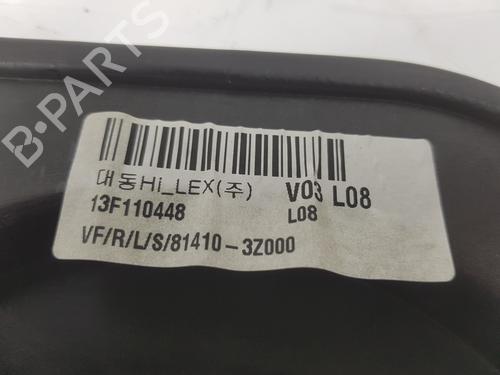 B-PARTS
대동Hi_LEX(주) V03 L08
13F110448 L08
VF/R/L/S/81410-3Z000